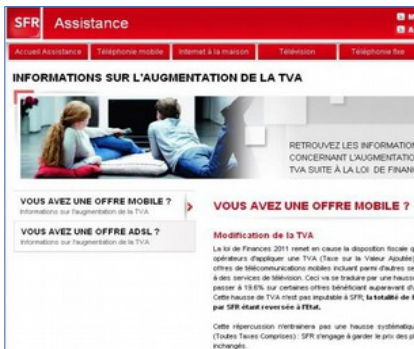 SFR Assistance
Accueil Assistance Téléphonie mobile Internet à la maison Télévision Téléphonie fixe
INFORMATIONS SUR L'AUGMENTATION DE LA TVA
RETROUVEZ LES INFORMATION
CONCERNANT L'AUGMENTATIO
TVA SUITE À LA LOI DE FINANC
VOUS AVEZ UNE OFFRE MOBILE ?
Informations sur l'augmentation de la TVA
VOUS AVEZ UNE OFFRE ADSL ?
Informations sur l'augmentation de la TVA
VOUS AVEZ UNE OFFRE MOBILE ?
Modification de la TVA
La loi de Finances 2011 remet en cause la disposition fiscale q
opérateurs d'appliquer une TVA (Taxe sur la Valeur Ajoutée)
offres de télécommunications mobiles incluant parmi d'autres se
à des services de télévision. Ceci va se traduire par une hausse
passer à 19.6% sur certaines offres bénéficiant auparavant d'
Cette hausse de TVA n'est pas imputable à SFR, la totalité de l'
par SFR étant reversée à l'Etat.
Cette répercussion n'entrainera pas une hausse systématiqu
(Toutes Taxes Comprises) : SFR s'engage à garder le prix des pl
inchangés.